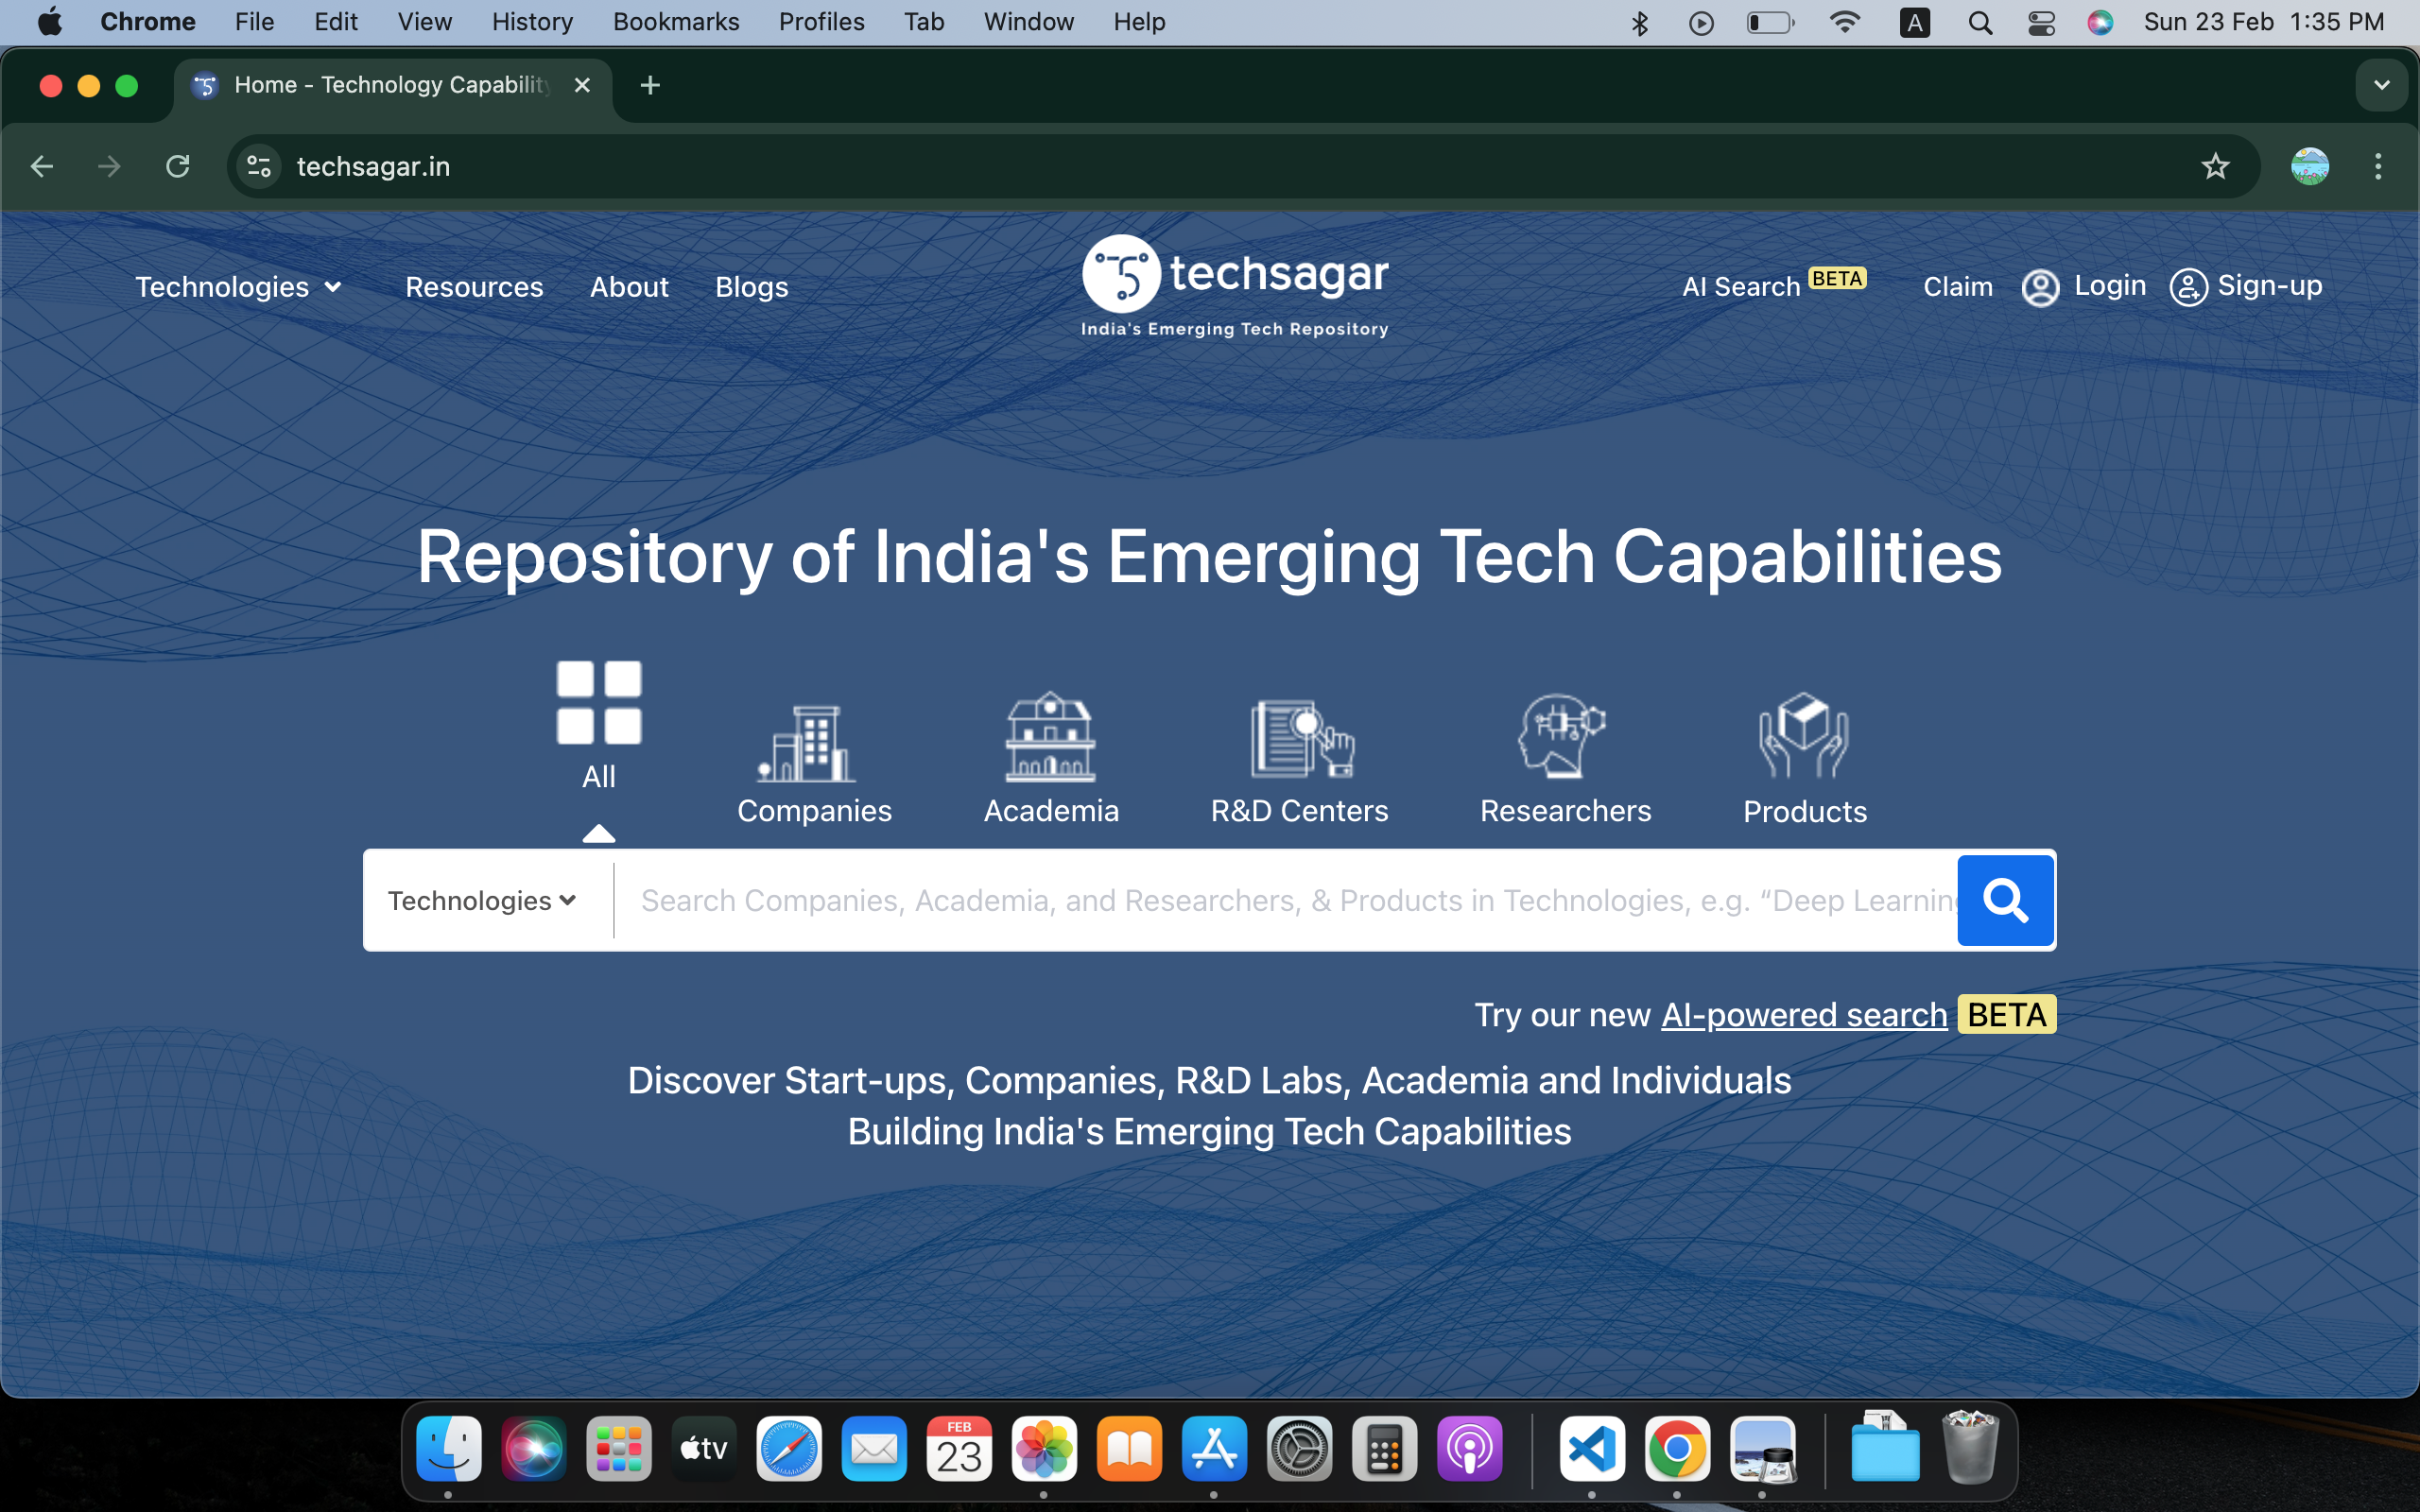 Chrome File Edit View History Bookmarks Profiles Tab Window Help A Sun 23 Feb 1:35 PM
Home - Technology Capability
techsagar.in
Technologies Resources About Blogs techsagar AI Search BETA Claim Login Sign-up
India's Emerging Tech Repository
Repository of India's Emerging Tech Capabilities
All
Companies Academia R&D Centers Researchers Products
Technologies Search Companies, Academia, and Researchers, & Products in Technologies, e.g. “Deep Learning
Try our new AI-powered search BETA
Discover Start-ups, Companies, R&D Labs, Academia and Individuals
Building India's Emerging Tech Capabilities
tv FEB
23